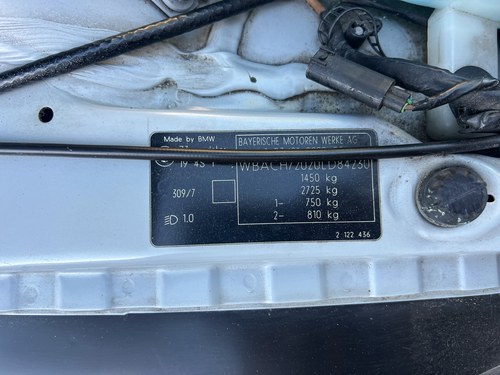 Made by BMW
BAYERISCHE MOTOREN WERKE AG
WBACH72020LD84260
1450 kg
309/7
2725 kg
1- 750 kg
1.0
2- 810 kg
2 122 436